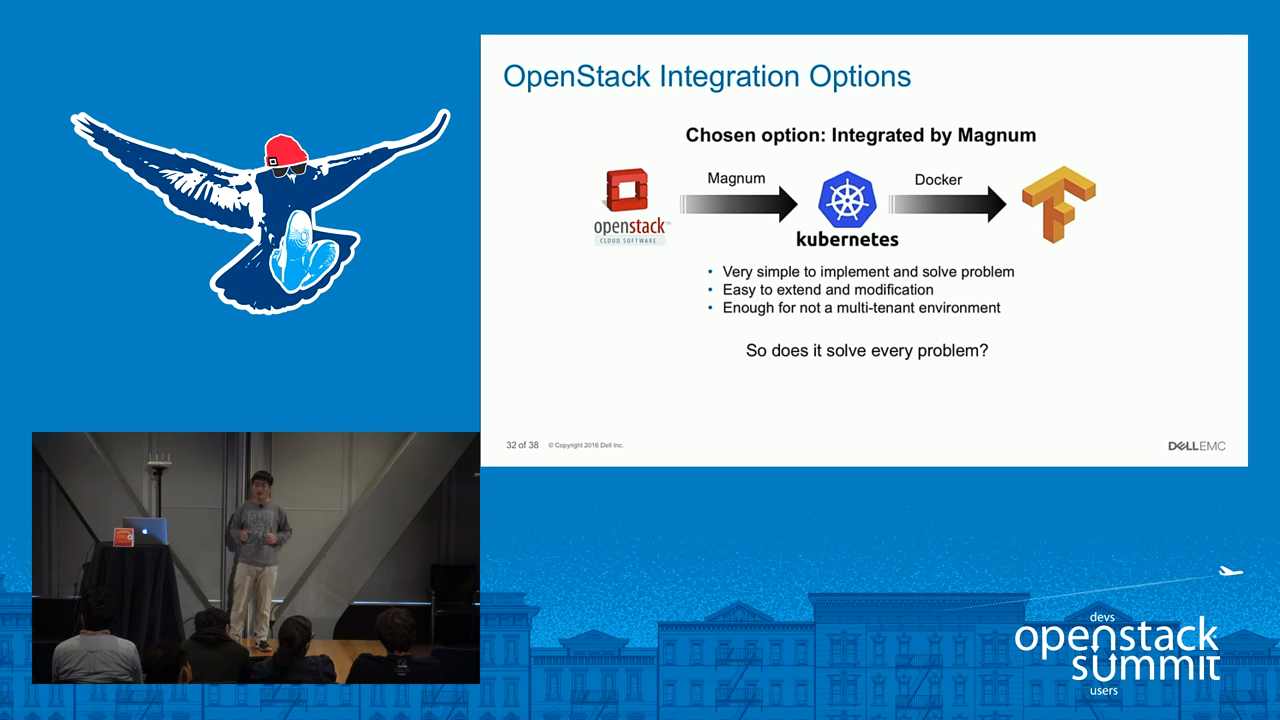 OpenStack Integration Options
Chosen option: Integrated by Magnum
Magnum
Docker
openstack™
CLOUD SOFTWARE
kubernetes
• Very simple to implement and solve problem
• Easy to extend and modification
• Enough for not a multi-tenant environment
So does it solve every problem?
32 of 38 © Copyright 2016 Dell Inc.
DELLEMC
devs
openstack
summit
users